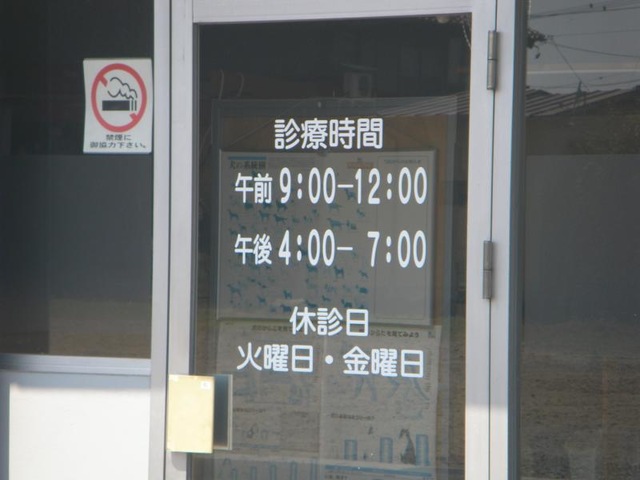 禁煙に
御協力下さい。
診療時間
午前 9:00-12:00
午後 4:00- 7:00
休診日
火曜日・金曜日